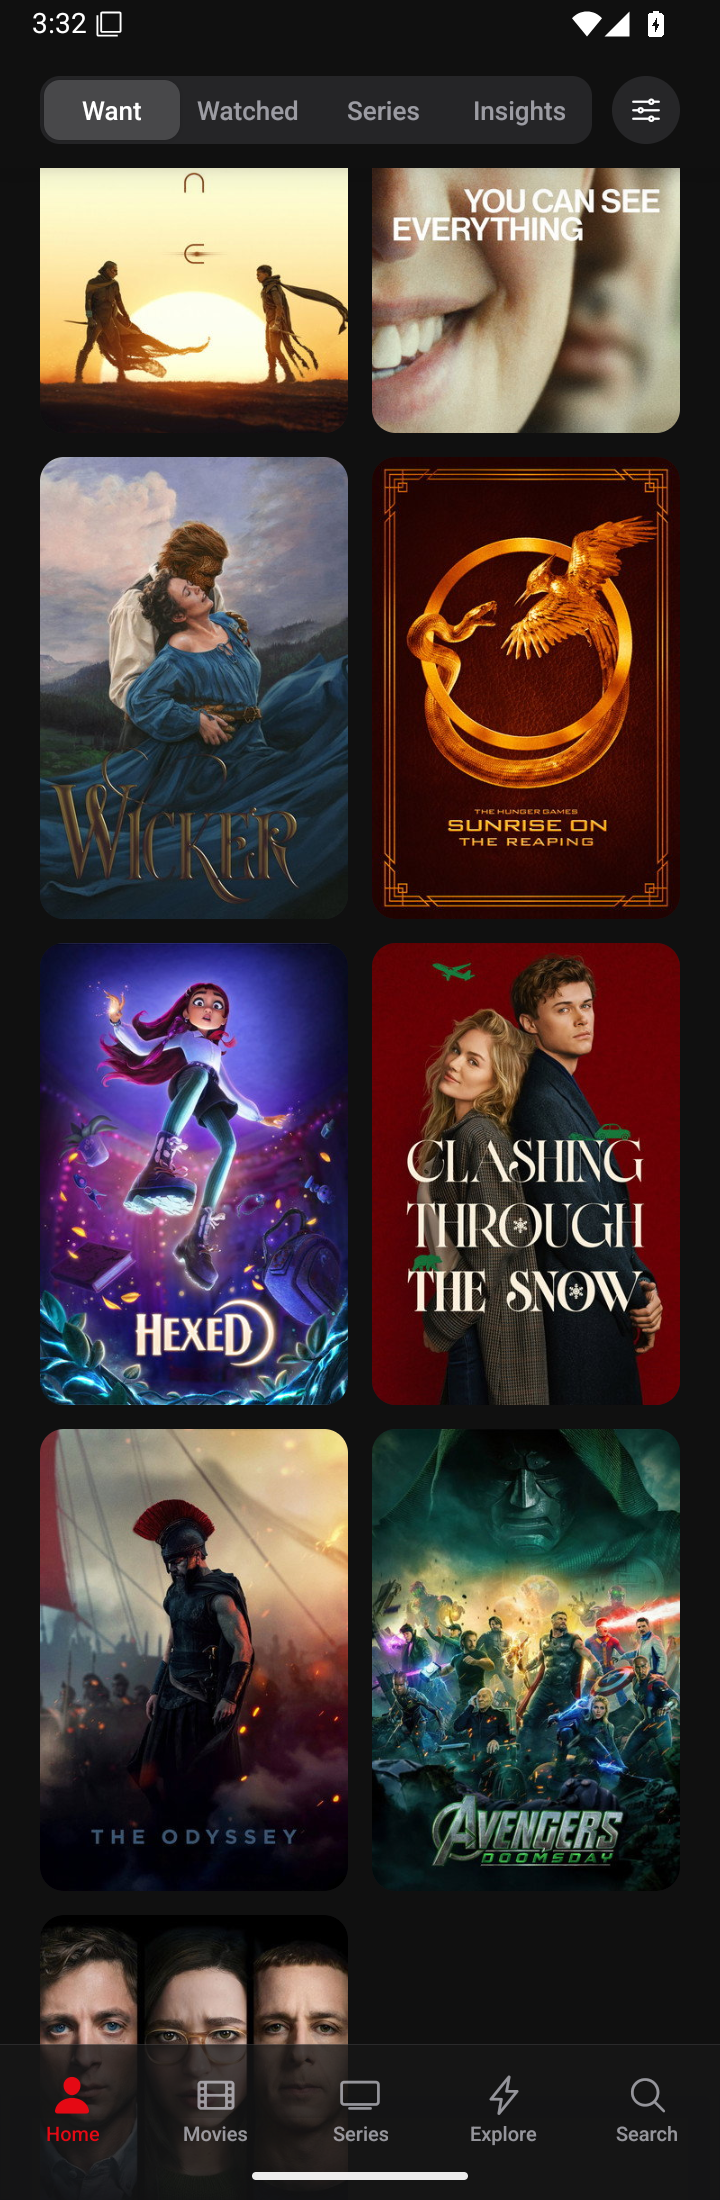 3:32
Want Watched Series Insights
YOU CAN SEE
EVERYTHING
WICKER
THE HUNGER GAMES
SUNRISE ON
THE REAPING
HEXED
CLASHING
THROUGH
THE SNOW
THE ODYSSEY
AVENGERS
DOOMSDAY
Home Movies Series Explore Search